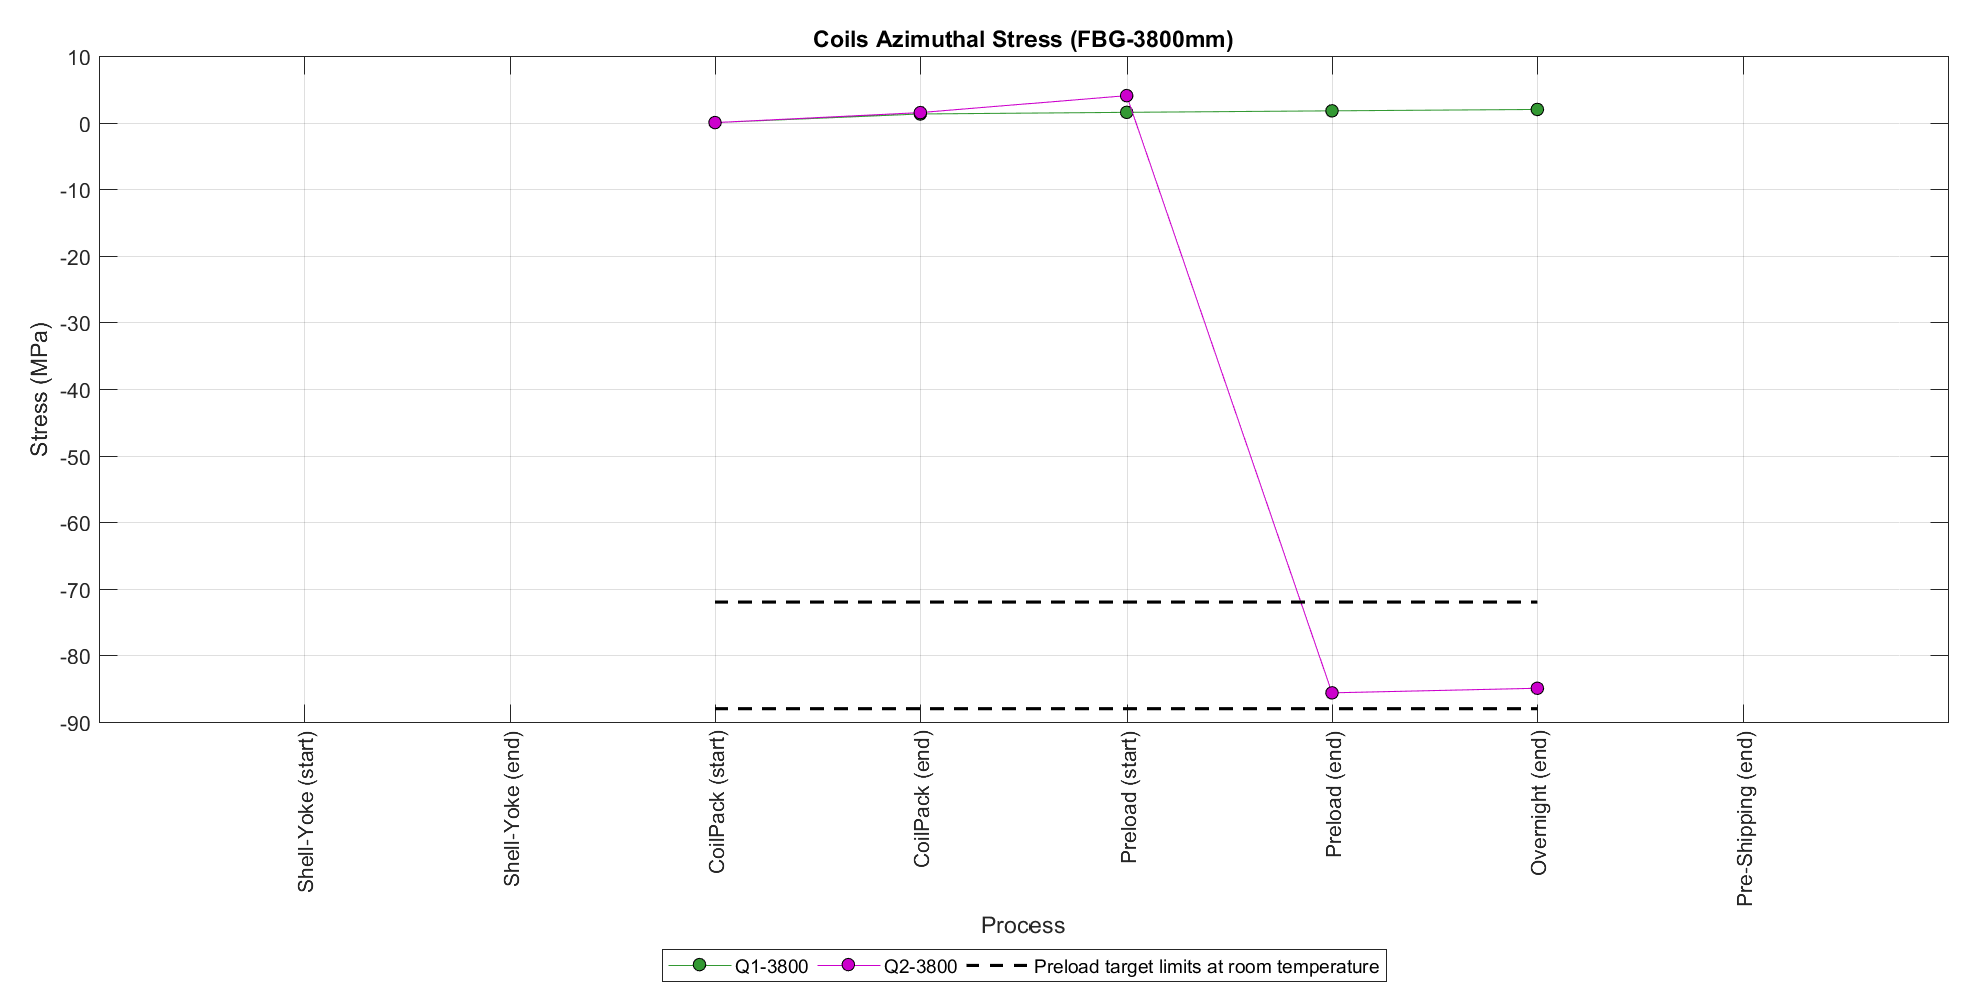 Coils Azimuthal Stress (FBG-3800mm)
10
0
-10
-20
-30
-40
-50
-60
-70
-80
-90
Stress (MPa)
Shell-Yoke (start)
Shell-Yoke (end)
CoilPack (start)
CoilPack (end)
Preload (start)
Preload (end)
Overnight (end)
Pre-Shipping (end)
Process
Q1-3800
Q2-3800
Preload target limits at room temperature